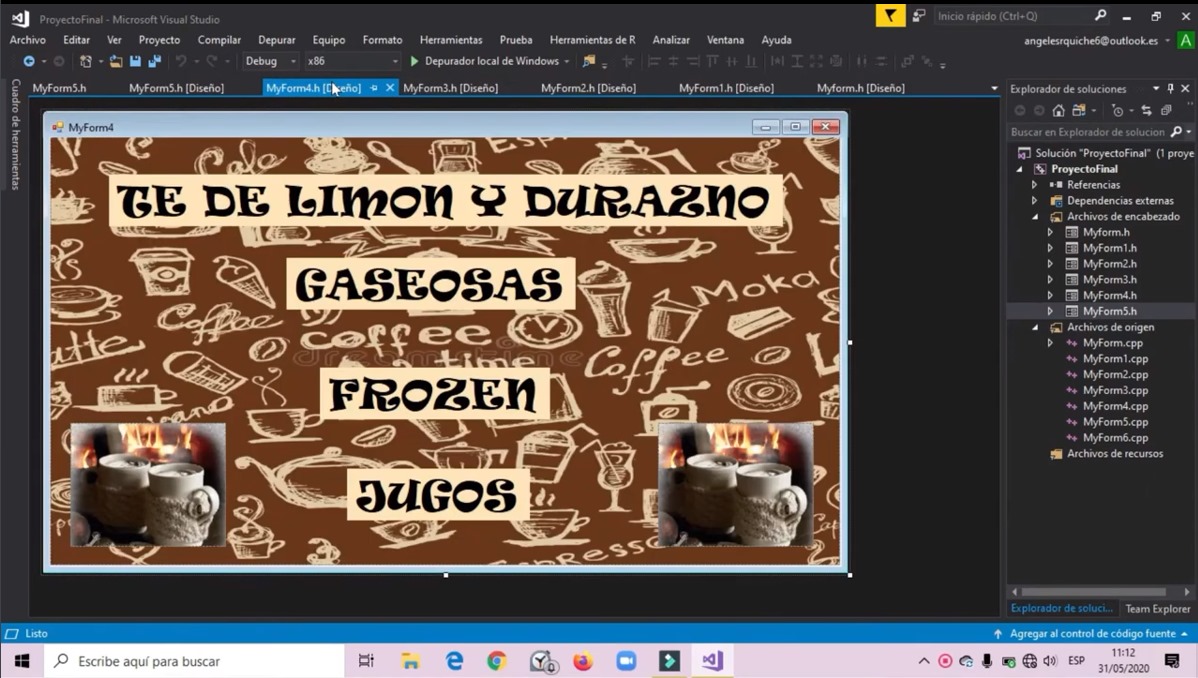 ProyectoFinal - Microsoft Visual Studio
Inicio rápido (Ctrl+Q)
Archivo Editar Ver Proyecto Compilar Depurar Equipo Formato Herramientas Prueba Herramientas de R Analizar Ventana Ayuda
angelesrquiche6@outlook.es A
Debug x86 Depurador local de Windows
Cuadro de herramientas
MyForm5.h MyForm5.h [Diseño] MyForm4.h [Diseño] MyForm3.h [Diseño] MyForm2.h [Diseño] MyForm1.h [Diseño] Myform.h [Diseño]
MyForm4
TE DE LIMON Y DURAZNO
GASEOSAS
Moka
Coffee
coffee
time
Coffee
FROZEN
JUGOS
Explorador de soluciones
Buscar en Explorador de solucion
Solución "ProyectoFinal" (1 proye
ProyectoFinal
Referencias
Dependencias externas
Archivos de encabezado
Myform.h
MyForm1.h
MyForm2.h
MyForm3.h
MyForm4.h
MyForm5.h
Archivos de origen
MyForm.cpp
MyForm1.cpp
MyForm2.cpp
MyForm3.cpp
MyForm4.cpp
MyForm5.cpp
MyForm6.cpp
Archivos de recursos
Explorador de soluci... Team Explorer
Listo
Agregar al control de código fuente
Escribe aquí para buscar
ESP
11:12
31/05/2020